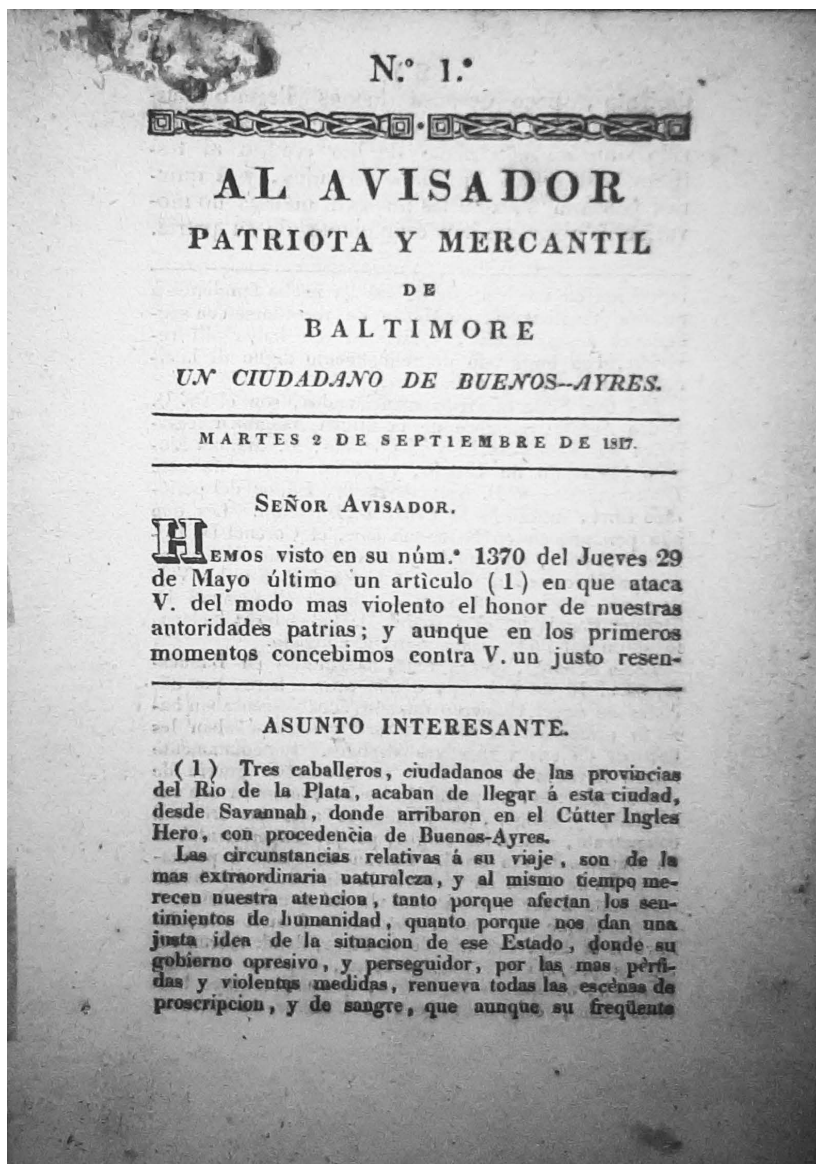 N.º 1.º
AL AVISADOR
PATRIOTA Y MERCANTIL
DE
BALTIMORE
UN CIUDADANO DE BUENOS--AYRES.
MARTES 2 DE SEPTIEMBRE DE 1817.
SEÑOR AVISADOR.
HEMOS visto en su núm.º 1370 del Jueves 29
de Mayo último un artìculo ( 1 ) en que ataca
V. del modo mas violento el honor de nuestras
autoridades patrias; y aunque en los primeros
momentos concebimos contra V. un justo resen-
ASUNTO INTERESANTE.
( 1 ) Tres caballeros, ciudadanos de las provincias
del Rio de la Plata, acaban de llegar á esta ciudad,
desde Savannah, donde arribaron en el Cútter Ingles
Hero, con procedencia de Buenos-Ayres.
Las circunstancias relativas á su viaje, son de la
mas extraordinaria naturaleza, y al mismo tiempo me-
recen nuestra atencion, tanto porque afectan los sen-
timientos de humanidad, quanto porque nos dan una
justa idea de la situacion de ese Estado, donde su
gobierno opresivo, y perseguidor, por las mas pèrfi-
das y violentas medidas, renueva todas las escènas de
proscripcion, y de sangre, que aunque su freqüente